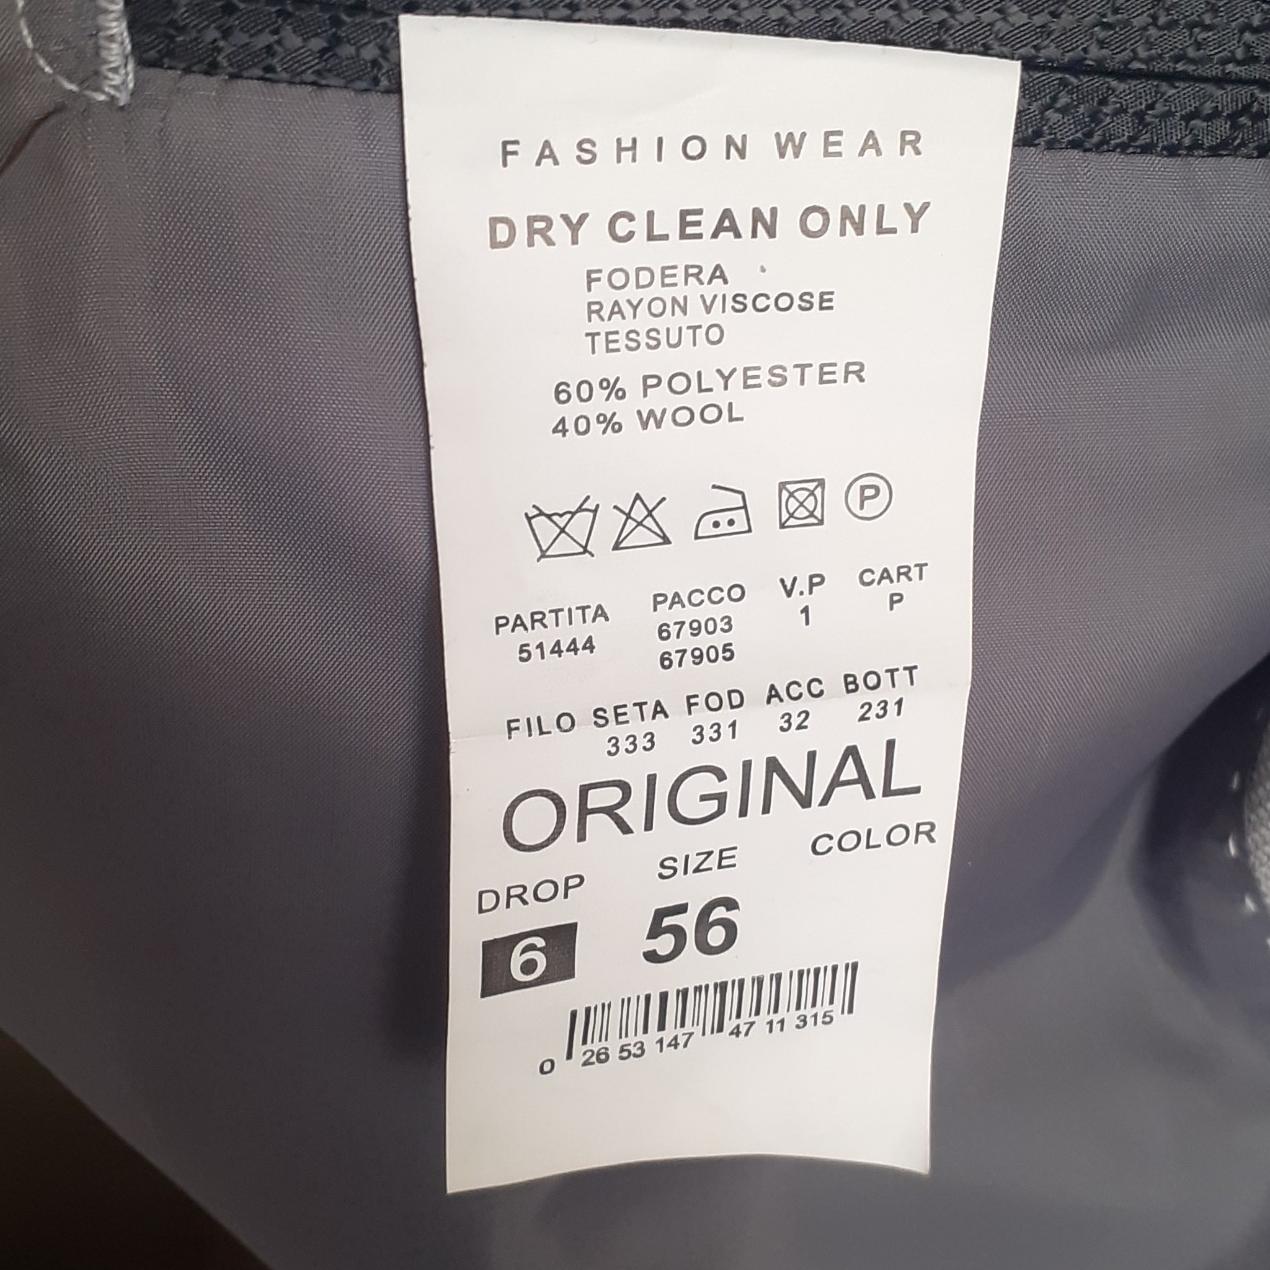 FASHION WEAR
DRY CLEAN ONLY
FODERA
RAYON VISCOSE
TESSUTO
60% POLYESTER
40% WOOL
P
PARTITA PACCO V.P CART
51444 67903 1 P
67905
FILO SETA FOD ACC BOTT
333 331 32 231
ORIGINAL
DROP SIZE COLOR
6 56
0 26 53 147 47 11 315